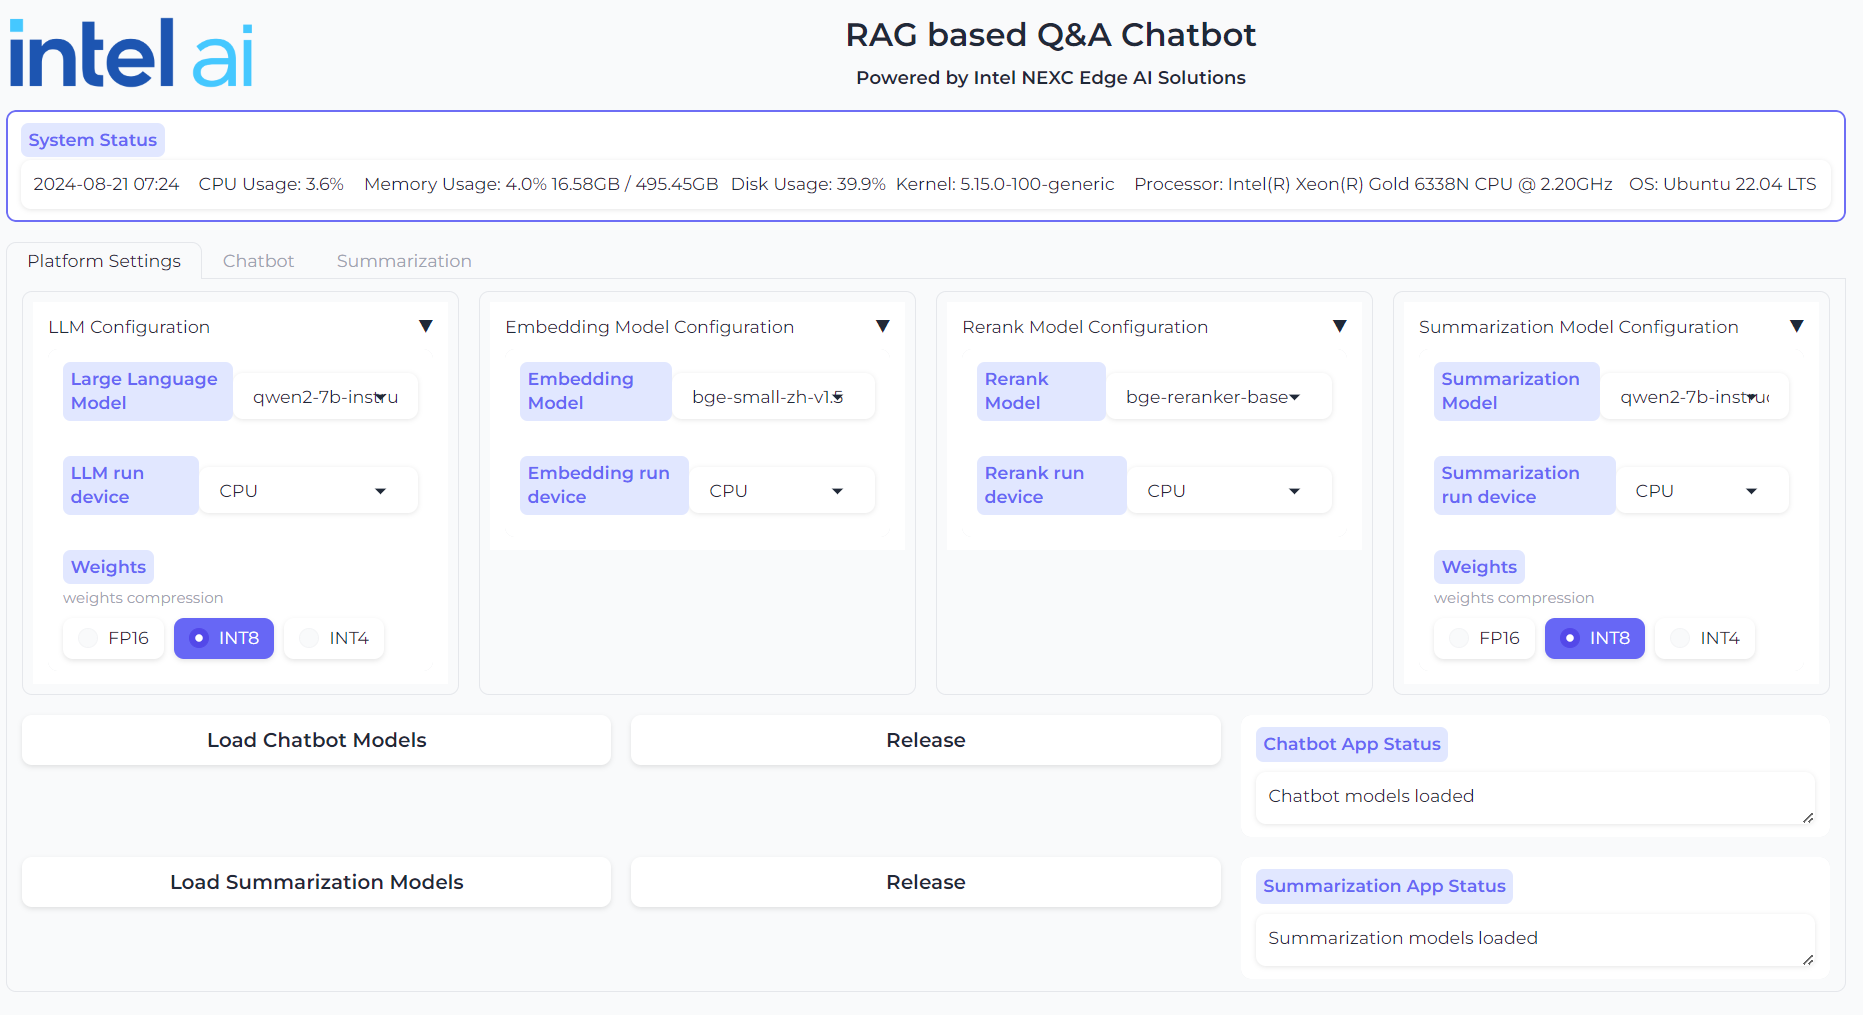 intel ai
RAG based Q&A Chatbot
Powered by Intel NEXC Edge AI Solutions
System Status
2024-08-21 07:24 CPU Usage: 3.6% Memory Usage: 4.0% 16.58GB / 495.45GB Disk Usage: 39.9% Kernel: 5.15.0-100-generic Processor: Intel(R) Xeon(R) Gold 6338N CPU @ 2.20GHz OS: Ubuntu 22.04 LTS
Platform Settings Chatbot Summarization
LLM Configuration
Large Language
Model
qwen2-7b-instru
LLM run
device
CPU
Weights
weights compression
FP16 INT8 INT4
Embedding Model Configuration
Embedding
Model
bge-small-zh-v1.5
Embedding run
device
CPU
Rerank Model Configuration
Rerank
Model
bge-reranker-base
Rerank run
device
CPU
Summarization Model Configuration
Summarization
Model
qwen2-7b-instruc
Summarization
run device
CPU
Weights
weights compression
FP16 INT8 INT4
Load Chatbot Models
Release
Chatbot App Status
Chatbot models loaded
Load Summarization Models
Release
Summarization App Status
Summarization models loaded